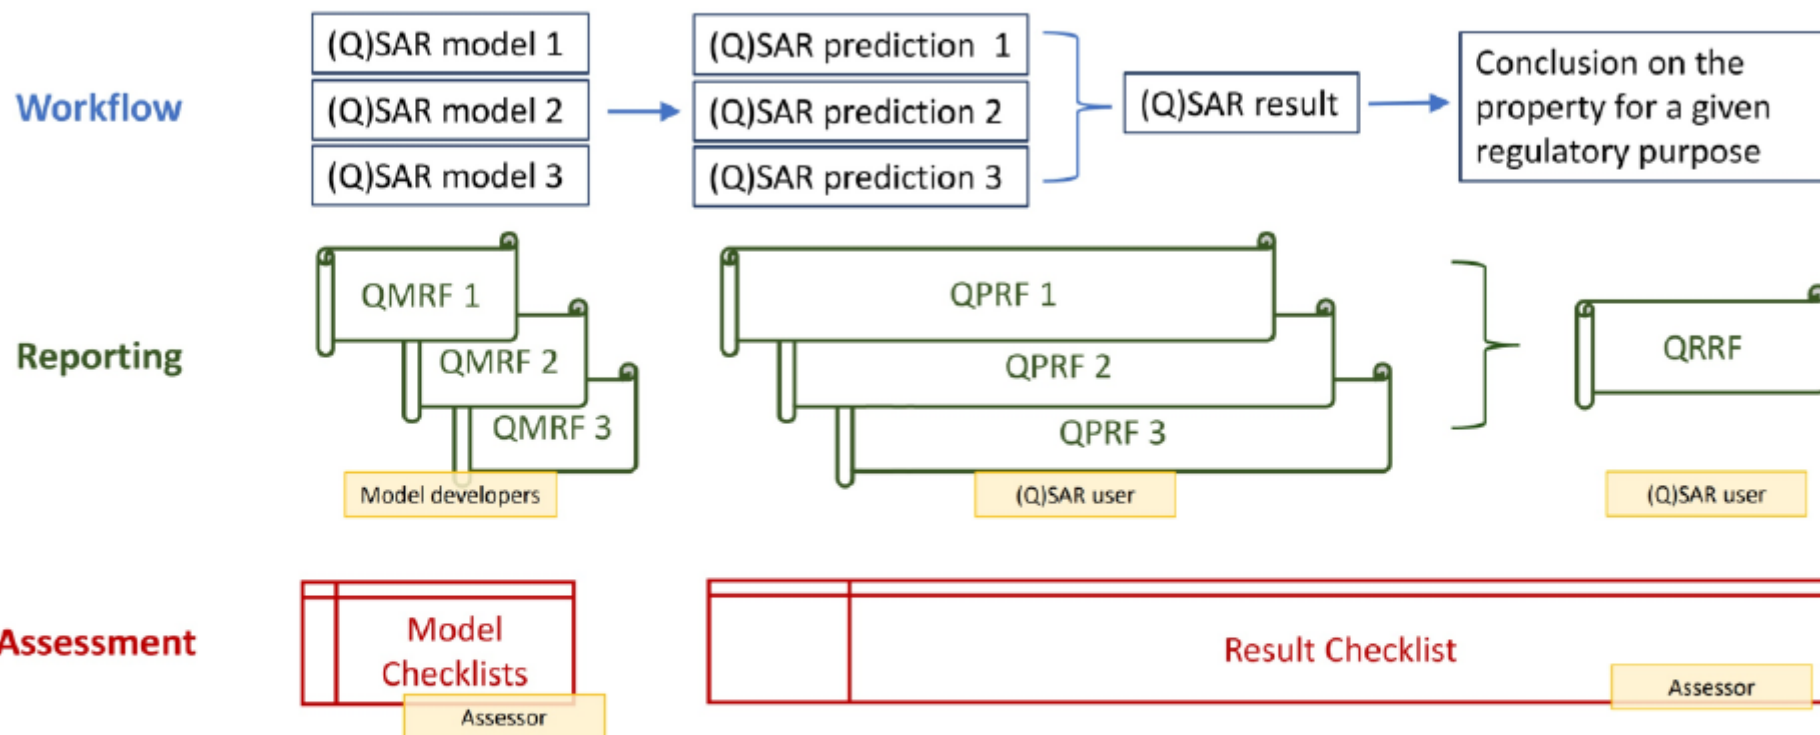 Workflow
(Q)SAR model 1
(Q)SAR model 2
(Q)SAR model 3
(Q)SAR prediction 1
(Q)SAR prediction 2
(Q)SAR prediction 3
(Q)SAR result
Conclusion on the
property for a given
regulatory purpose
Reporting
QMRF 1
QMRF 2
QMRF 3
Model developers
QPRF 1
QPRF 2
QPRF 3
(Q)SAR user
QRRF
(Q)SAR user
Assessment
Model
Checklists
Assessor
Result Checklist
Assessor